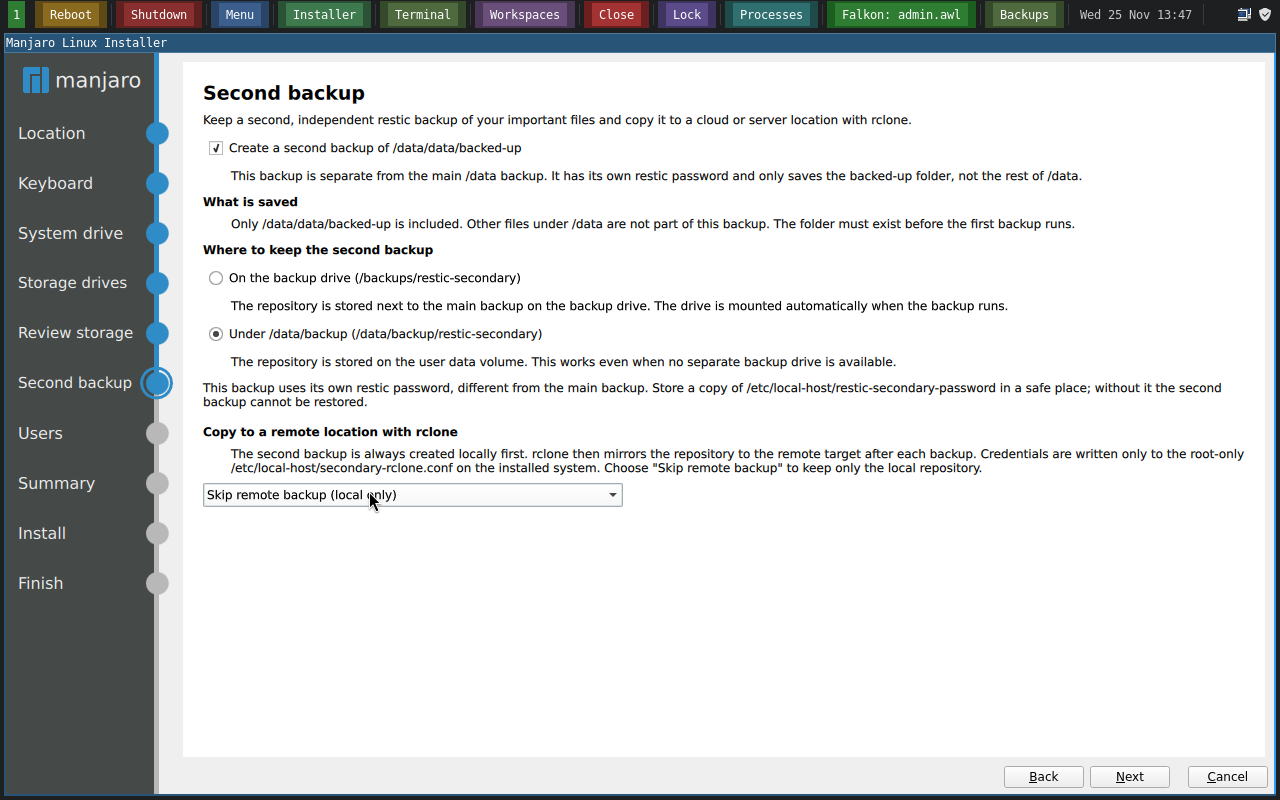 1 Reboot Shutdown Menu Installer Terminal Workspaces Close Lock Processes Falkon: admin.awl Backups Wed 25 Nov 13:47
Manjaro Linux Installer
manjaro
Location
Keyboard
System drive
Storage drives
Review storage
Second backup
Users
Summary
Install
Finish
Second backup
Keep a second, independent restic backup of your important files and copy it to a cloud or server location with rclone.
Create a second backup of /data/data/backed-up
This backup is separate from the main /data backup. It has its own restic password and only saves the backed-up folder, not the rest of /data.
What is saved
Only /data/data/backed-up is included. Other files under /data are not part of this backup. The folder must exist before the first backup runs.
Where to keep the second backup
On the backup drive (/backups/restic-secondary)
The repository is stored next to the main backup on the backup drive. The drive is mounted automatically when the backup runs.
Under /data/backup (/data/backup/restic-secondary)
The repository is stored on the user data volume. This works even when no separate backup drive is available.
This backup uses its own restic password, different from the main backup. Store a copy of /etc/local-host/restic-secondary-password in a safe place; without it the second
backup cannot be restored.
Copy to a remote location with rclone
The second backup is always created locally first. rclone then mirrors the repository to the remote target after each backup. Credentials are written only to the root-only
/etc/local-host/secondary-rclone.conf on the installed system. Choose "Skip remote backup" to keep only the local repository.
Skip remote backup (local only)
Back Next Cancel